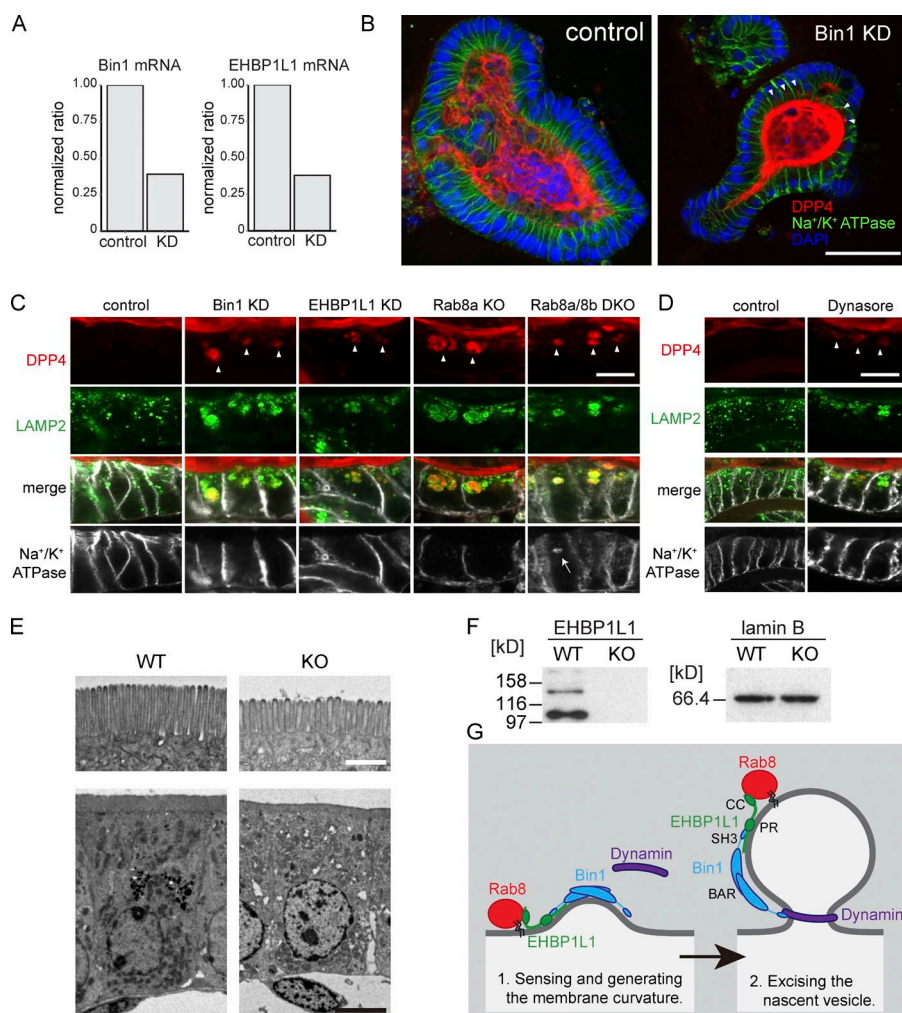 A
Bin1 mRNA
normalized ratio
1.00
0.75
0.50
0.25
0
control KD
EHBP1L1 mRNA
normalized ratio
1.00
0.75
0.50
0.25
0
control KD
B
control
Bin1 KD
DPP4
Na⁺/K⁺ ATPase
DAPI
C
control Bin1 KD EHBP1L1 KD Rab8a KO Rab8a/8b DKO
DPP4
LAMP2
merge
Na⁺/K⁺
ATPase
D
control Dynasore
DPP4
LAMP2
merge
Na⁺/K⁺
ATPase
E
WT KO
F
EHBP1L1
[kD] WT KO
158
116
97
lamin B
[kD] WT KO
66.4
G
Rab8
EHBP1L1
Bin1
Dynamin
1. Sensing and generating
the membrane curvature.
Rab8
CC
EHBP1L1
PR
SH3
Bin1
BAR
Dynamin
2. Excising the
nascent vesicle.